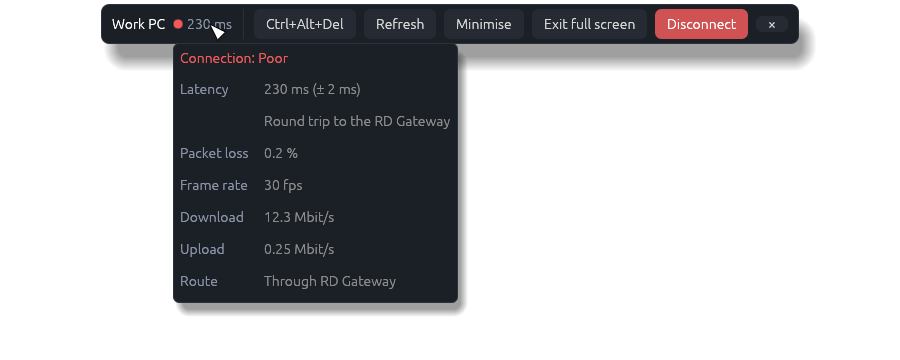 Work PC 230 ms Ctrl+Alt+Del Refresh Minimise Exit full screen Disconnect ×
Connection: Poor
Latency 230 ms (± 2 ms)
Round trip to the RD Gateway
Packet loss 0.2 %
Frame rate 30 fps
Download 12.3 Mbit/s
Upload 0.25 Mbit/s
Route Through RD Gateway